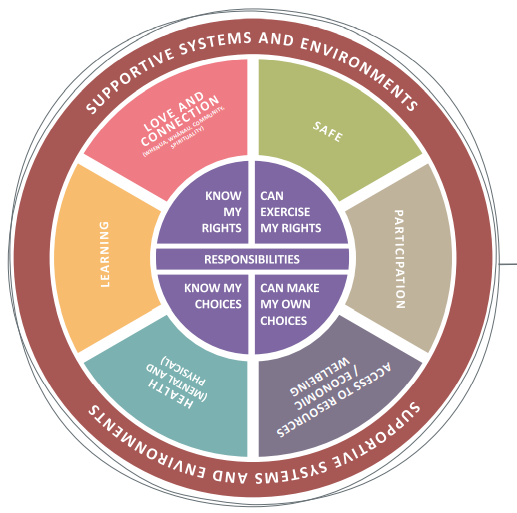 SUPPORTIVE SYSTEMS AND ENVIRONMENTS
LOVE AND
CONNECTION
(WHENUA, WHANAU, COMMUNITY,
SPIRITUALITY)
SAFE
PARTICIPATION
ACCESS TO RESOURCES
/ ECONOMIC
WELLBEING
HEALTH
(MENTAL AND
PHYSICAL)
LEARNING
KNOW
MY
RIGHTS
CAN
EXERCISE
MY RIGHTS
RESPONSIBILITIES
KNOW MY
CHOICES
CAN MAKE
MY OWN
CHOICES
SUPPORTIVE SYSTEMS AND ENVIRONMENTS